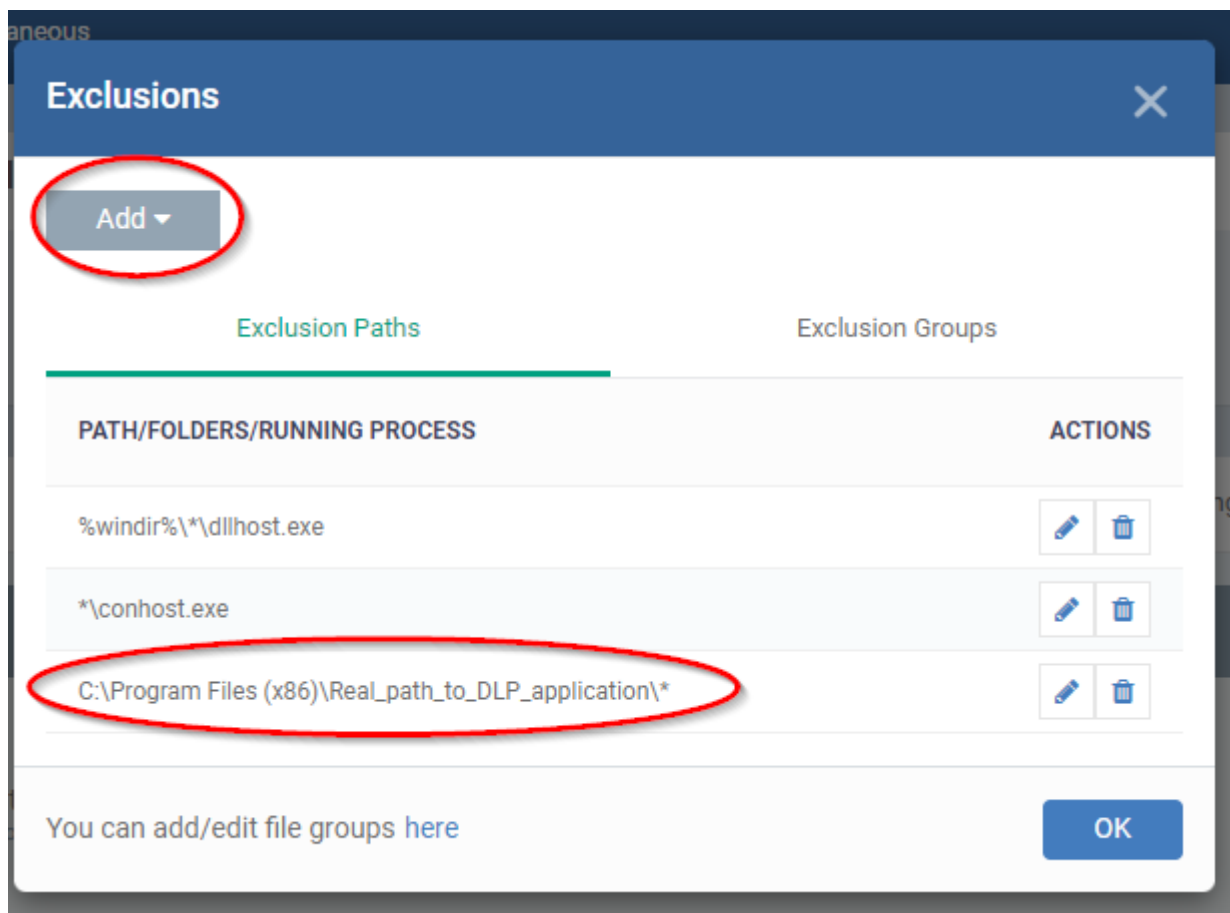 aneous
Exclusions
Add
Exclusion Paths Exclusion Groups
PATH/FOLDERS/RUNNING PROCESS ACTIONS
%windir%\*\dllhost.exe
*\conhost.exe
C:\Program Files (x86)\Real_path_to_DLP_application\*
You can add/edit file groups here OK